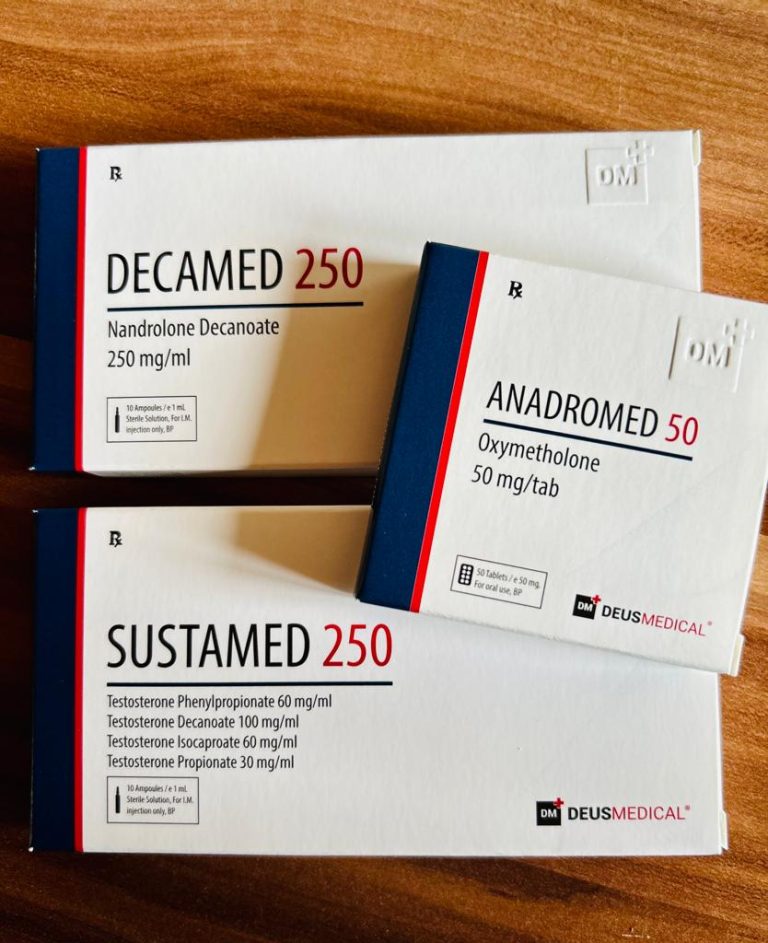 ℞
DM
DECAMED 250
Nandrolone Decanoate
250 mg/ml
10 Ampoules / e 1 mL
Sterile Solution, For I.M.
injection only, BP
℞
DM
ANADROMED 50
Oxymetholone
50 mg/tab
50 Tablets / e 50 mg.
For oral use, BP
DM DEUSMEDICAL®
℞
SUSTAMED 250
Testosterone Phenylpropionate 60 mg/ml
Testosterone Decanoate 100 mg/ml
Testosterone Isocaproate 60 mg/ml
Testosterone Propionate 30 mg/ml
10 Ampoules / e 1 mL
Sterile Solution, For I.M.
injection only, BP
DM DEUSMEDICAL®